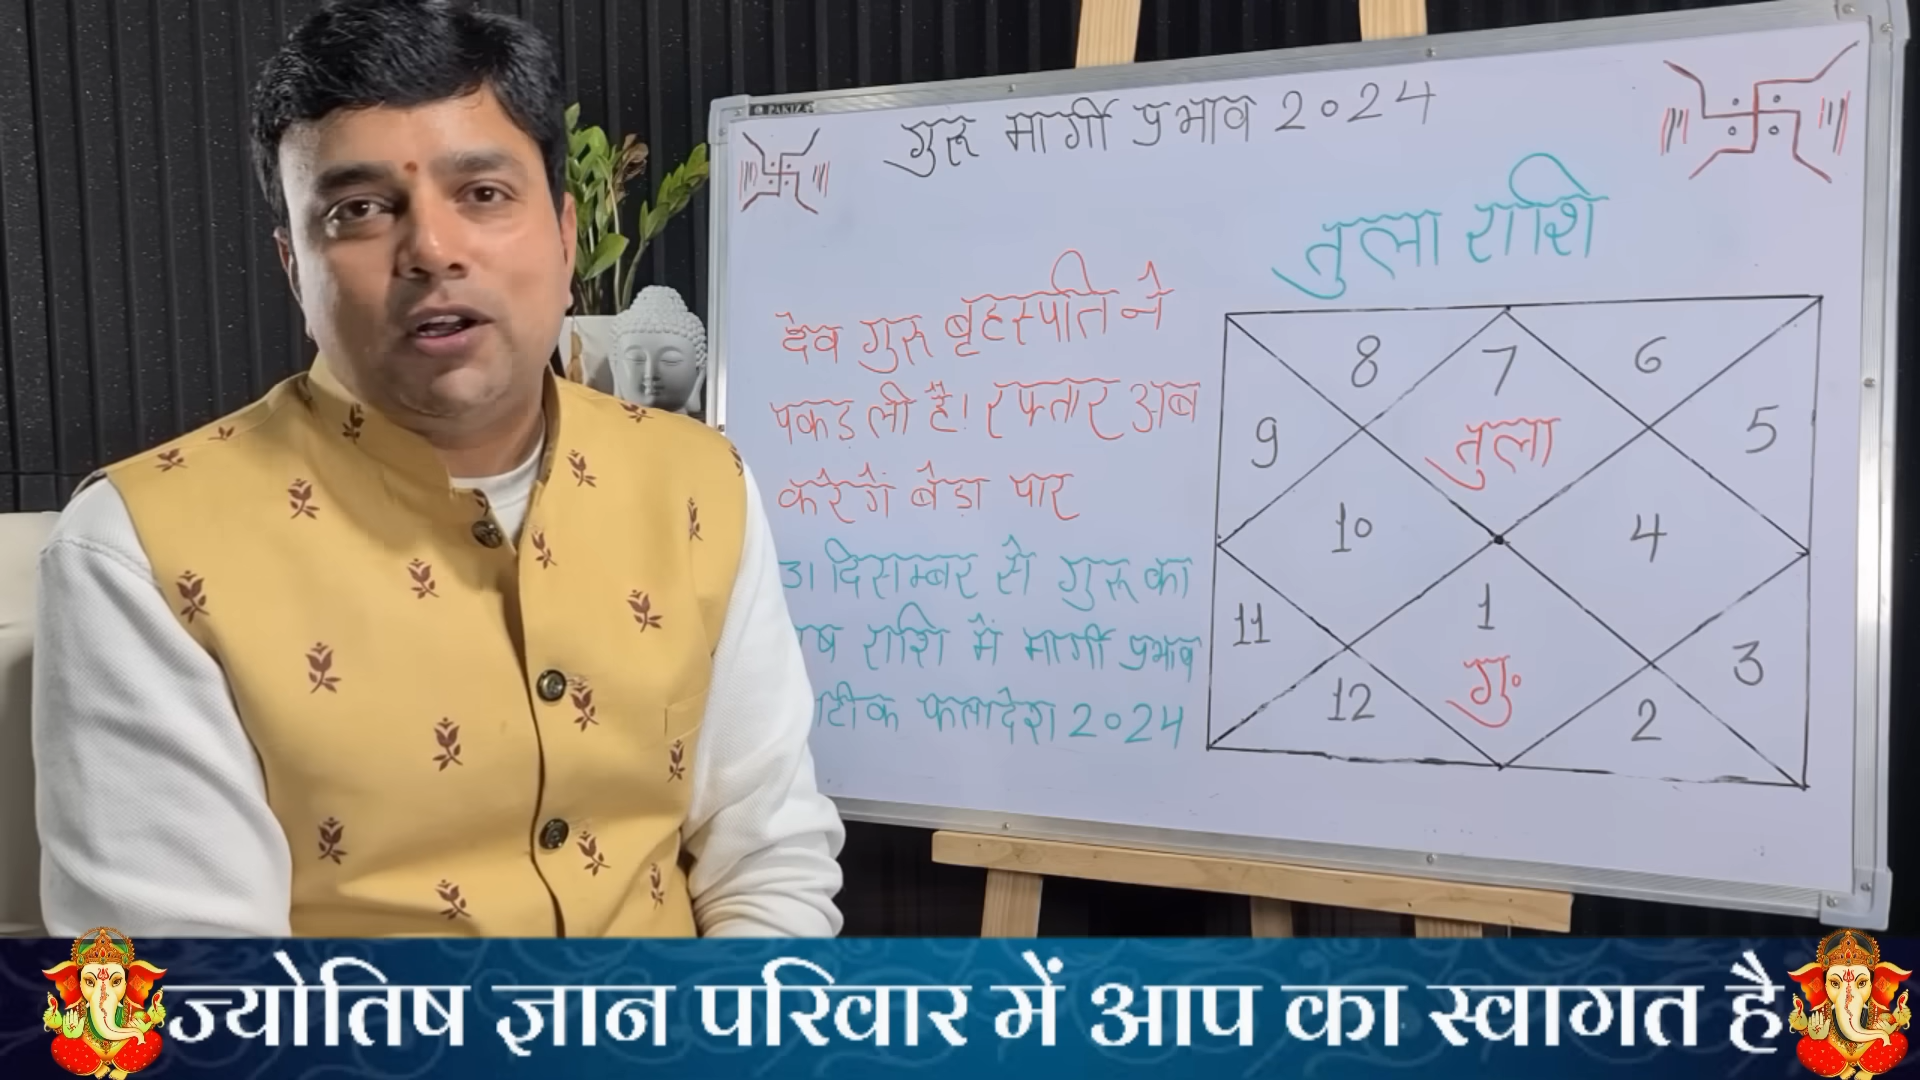 गुरू मार्गी प्रभाव 2024
तुला राशि
देव गुरू बृहस्पति ने
पकड़ ली है! रफ्तार अब
करेगें बेड़ा पार
31 दिसम्बर से गुरू का
राशि में मार्गी प्रभाव
फलादेश 2024
8 7 6
9 तुला 5
10 4
11 1 3
12 गु॰ 2
ज्योतिष ज्ञान परिवार में आप का स्वागत है